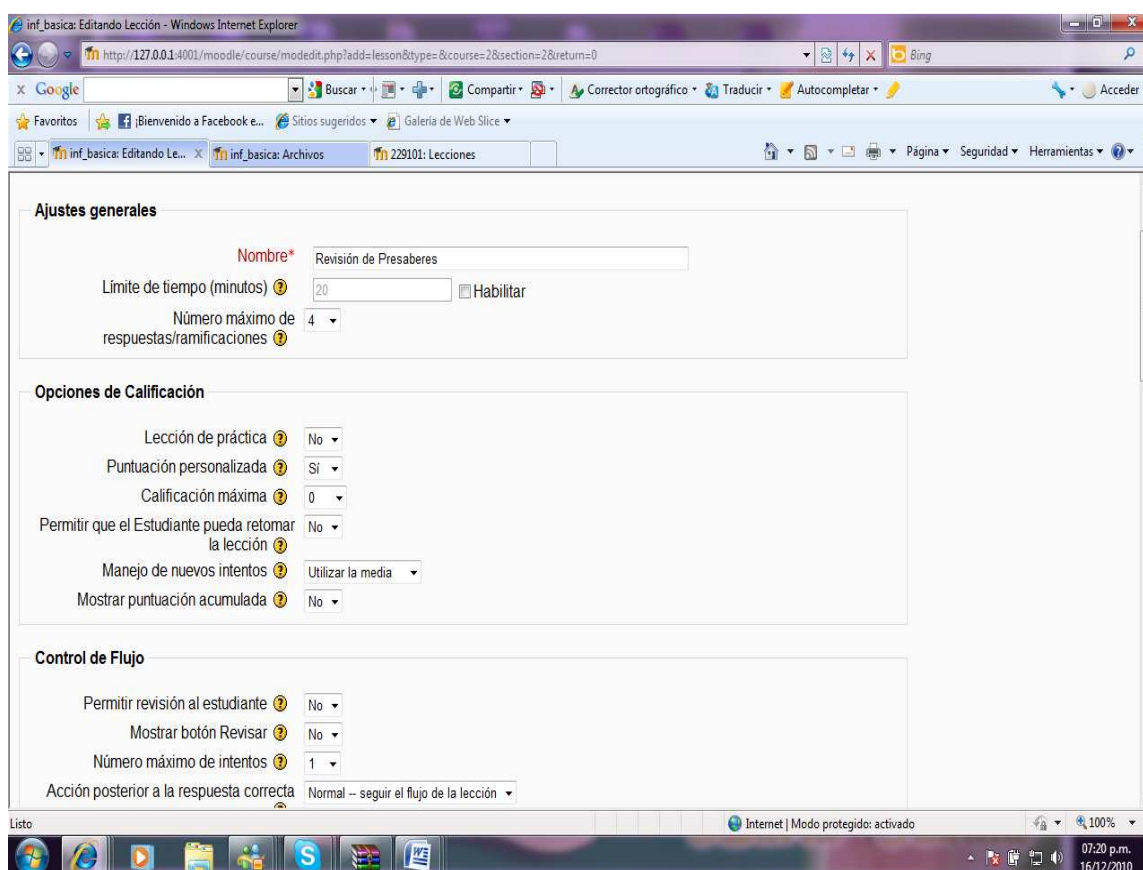 inf_basica: Editando Lección - Windows Internet Explorer
http://127.0.0.1:4001/moodle/course/modedit.php?add=lesson&type=&course=2&section=2&return=0
Bing
x Google
Buscar
Compartir
Corrector ortográfico
Traducir
Autocompletar
Acceder
Favoritos
¡Bienvenido a Facebook e...
Sitios sugeridos
Galería de Web Slice
inf_basica: Editando Le... X
inf_basica: Archivos
229101: Lecciones
Página
Seguridad
Herramientas
Ajustes generales
Nombre* Revisión de Presaberes
Límite de tiempo (minutos) 20 Habilitar
Número máximo de 4
respuestas/ramificaciones
Opciones de Calificación
Lección de práctica No
Puntuación personalizada Sí
Calificación máxima 0
Permitir que el Estudiante pueda retomar No
la lección
Manejo de nuevos intentos Utilizar la media
Mostrar puntuación acumulada No
Control de Flujo
Permitir revisión al estudiante No
Mostrar botón Revisar No
Número máximo de intentos 1
Acción posterior a la respuesta correcta Normal -- seguir el flujo de la lección
Listo
Internet | Modo protegido: activado
100%
07:20 p.m.
16/12/2010